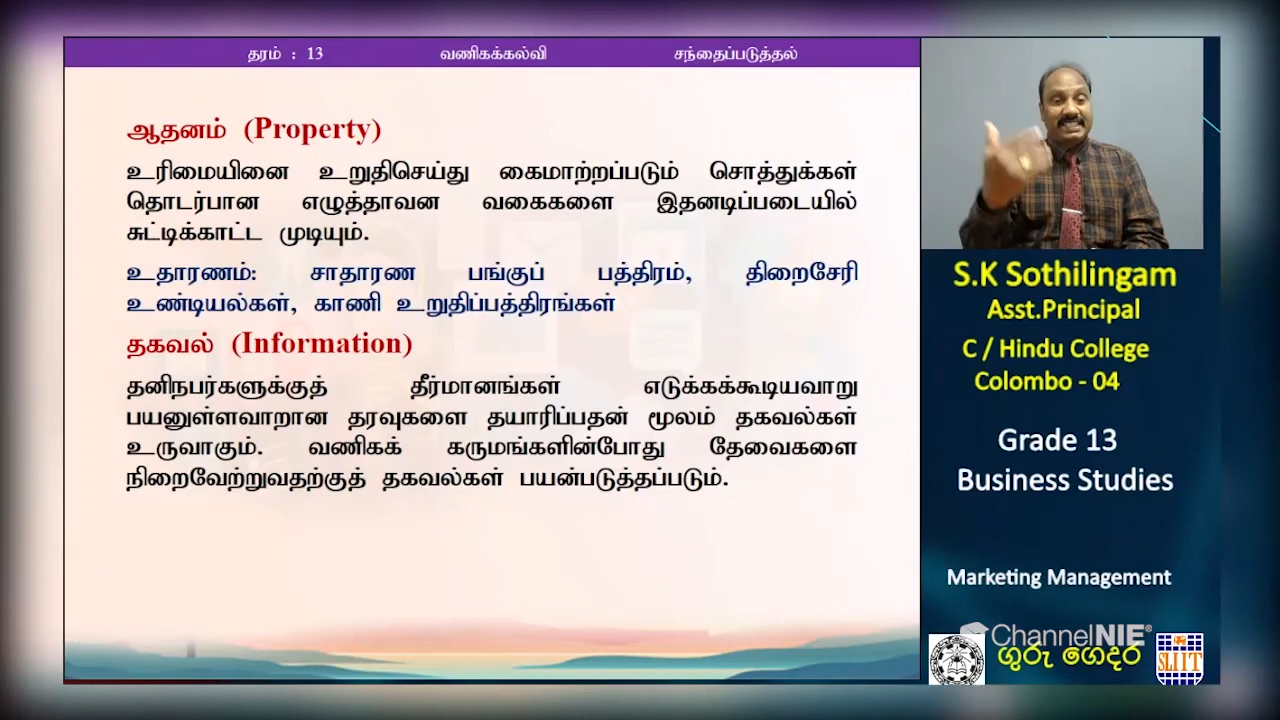 தரம் : 13 வணிகக்கல்வி சந்தைப்படுத்தல்
ஆதனம் (Property)
உரிமையினை உறுதிசெய்து கைமாற்றப்படும் சொத்துக்கள்
தொடர்பான எழுத்தாவன வகைகளை இதனடிப்படையில்
சுட்டிக்காட்ட முடியும்.
உதாரணம்: சாதாரண பங்குப் பத்திரம், திறைசேரி
உண்டியல்கள், காணி உறுதிப்பத்திரங்கள்
தகவல் (Information)
தனிநபர்களுக்குத் தீர்மானங்கள் எடுக்கக்கூடியவாறு
பயனுள்ளவாறான தரவுகளை தயாரிப்பதன் மூலம் தகவல்கள்
உருவாகும். வணிகக் கருமங்களின்போது தேவைகளை
நிறைவேற்றுவதற்குத் தகவல்கள் பயன்படுத்தப்படும்.
S.K Sothilingam
Asst.Principal
C / Hindu College
Colombo - 04
Grade 13
Business Studies
Marketing Management
ChannelNIE®
ගුරු ගෙදර
SLIIT